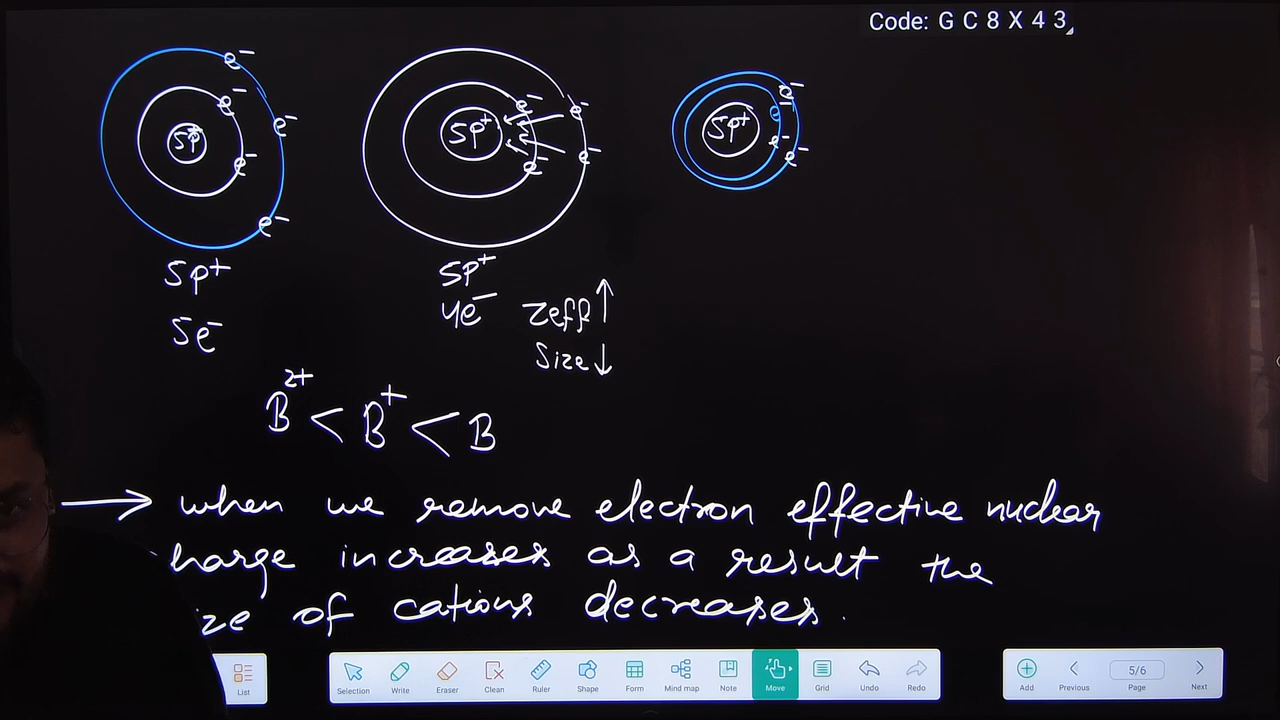 Code: G C 8 X 4 3
e⁻ e⁻ e⁻ e⁻
e⁻ e⁻ e⁻ e⁻ e⁻
5p⁺ 5p⁺ 5p⁺
e⁻ e⁻ e⁻ e⁻
e⁻
5p⁺ 5p⁺
5e⁻ 4e⁻ Zeff↑
Size↓
B²⁺ < B⁺ < B
→ when we remove electron effective nuclear
harge increases as a result the
ze of cations decreases.
List Selection Write Eraser Clean Ruler Shape Form Mind map Note Move Grid Undo Redo Add Previous 5/6 Next
Page